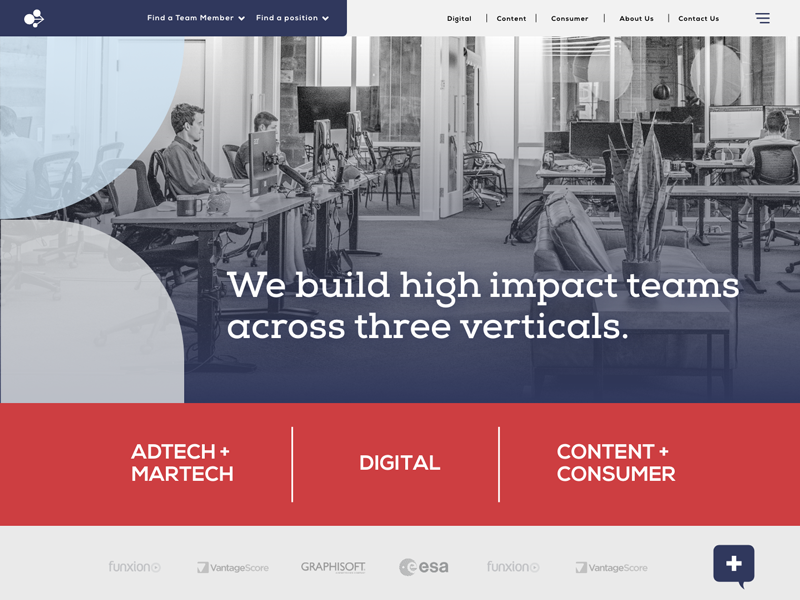 Find a Team Member
Find a position
Digital
Content
Consumer
About Us
Contact Us
We build high impact teams
across three verticals.
ADTECH +
MARTECH
DIGITAL
CONTENT +
CONSUMER
funxion
VantageScore
GRAPHISOFT
esa
funxion
VantageScore